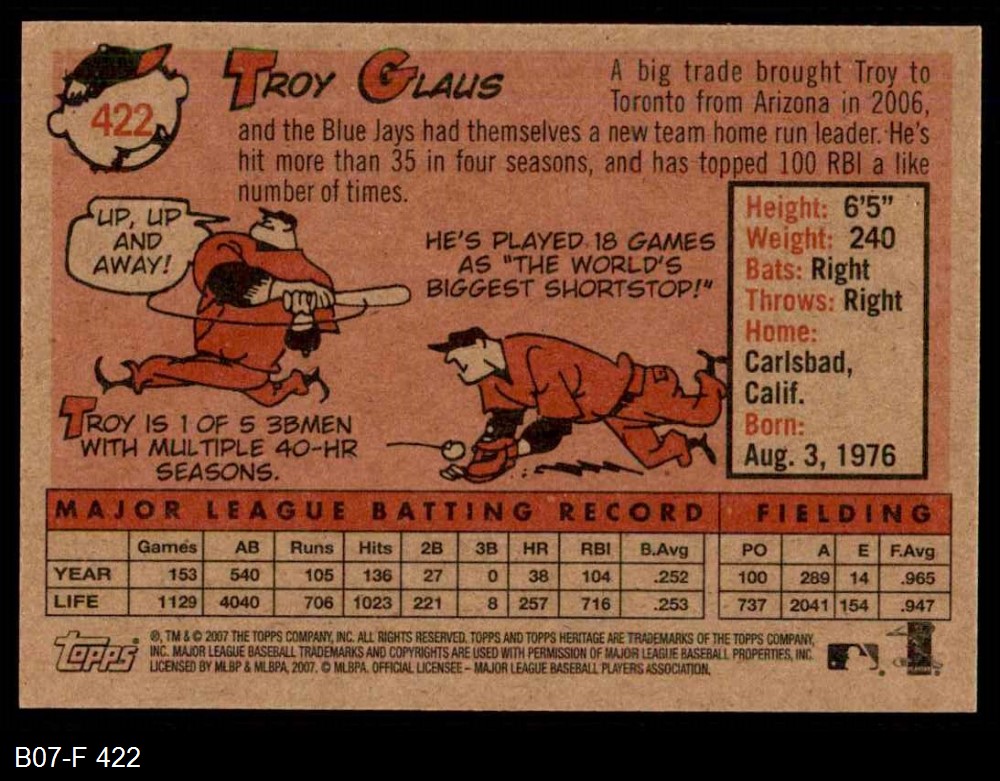 422
TROY GLAUS
A big trade brought Troy to
Toronto from Arizona in 2006,
and the Blue Jays had themselves a new team home run leader. He's
hit more than 35 in four seasons, and has topped 100 RBI a like
number of times.
UP, UP
AND
AWAY!
HE'S PLAYED 18 GAMES
AS "THE WORLD'S
BIGGEST SHORTSTOP!"
TROY IS 1 OF 5 3BMEN
WITH MULTIPLE 40-HR
SEASONS.
Height: 6'5"
Weight: 240
Bats: Right
Throws: Right
Home:
Carlsbad,
Calif.
Born:
Aug. 3, 1976
MAJOR LEAGUE BATTING RECORD FIELDING
Games AB Runs Hits 2B 3B HR RBI B.Avg PO A E F.Avg
YEAR 153 540 105 136 27 0 38 104 .252 100 289 14 .965
LIFE 1129 4040 706 1023 221 8 257 716 .253 737 2041 154 .947
TOPPS
®, TM & © 2007 THE TOPPS COMPANY, INC. ALL RIGHTS RESERVED. TOPPS AND TOPPS HERITAGE ARE TRADEMARKS OF THE TOPPS COMPANY,
INC. MAJOR LEAGUE BASEBALL TRADEMARKS AND COPYRIGHTS ARE USED WITH PERMISSION OF MAJOR LEAGUE BASEBALL PROPERTIES, INC.
LICENSED BY MLBP & MLBPA, 2007. © MLBPA. OFFICIAL LICENSEE – MAJOR LEAGUE BASEBALL PLAYERS ASSOCIATION.
B07-F 422